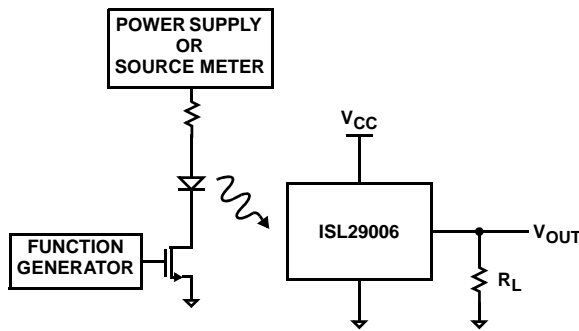 POWER SUPPLY
OR
SOURCE METER
VCC
ISL29006
VOUT
FUNCTION
GENERATOR
RL